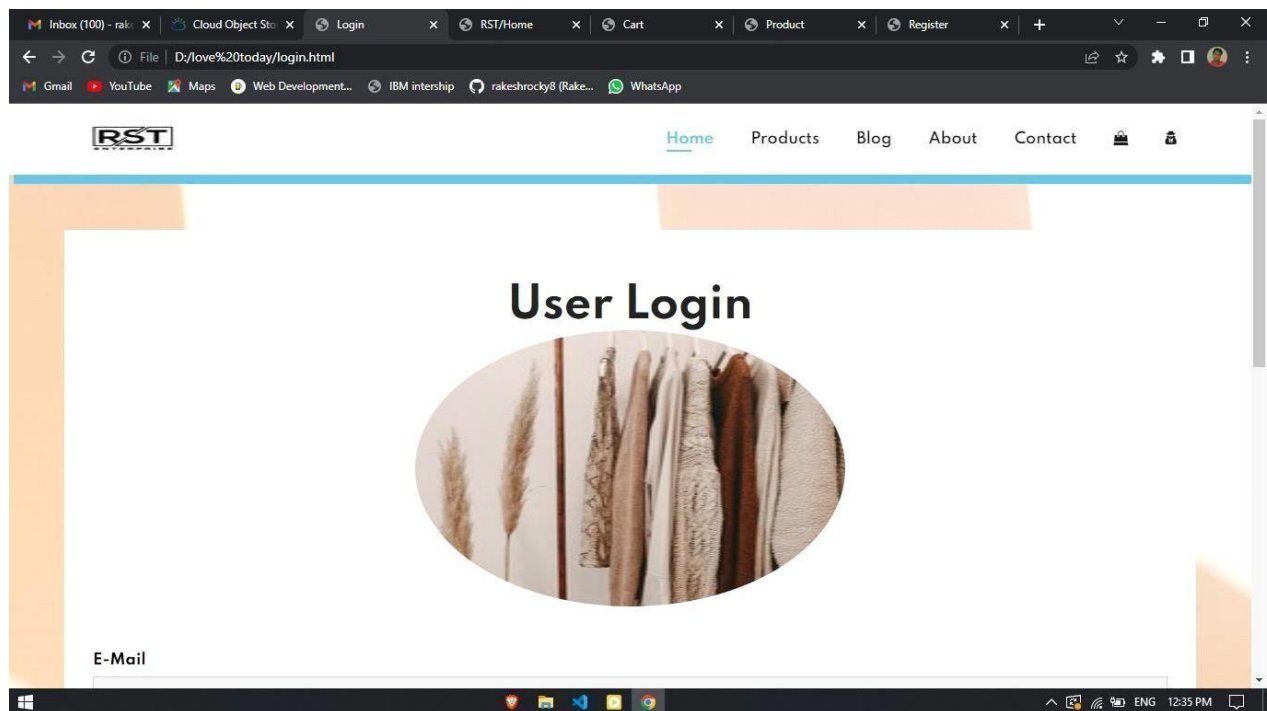 Inbox (100) - rak Cloud Object Sto Login RST/Home Cart Product Register
File D:/love%20today/login.html
Gmail YouTube Maps Web Development... IBM intership rakeshrocky8 (Rake... WhatsApp
RST
ENTERPRISE
Home Products Blog About Contact
User Login
E-Mail
ENG 12:35 PM